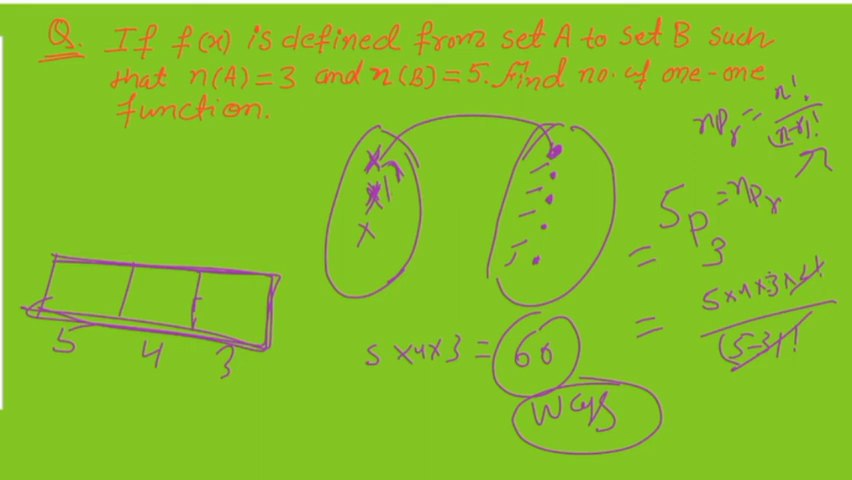 Q. If f(x) is defined from set A to set B such
that n(A)=3 and n(B)=5. Find no. of one-one
function.
nPr = n!/(n-r)!
5P3 = nPr
= 5×4×3×2!/(5-3)!
5 4 3
5×4×3 = 60
Ways